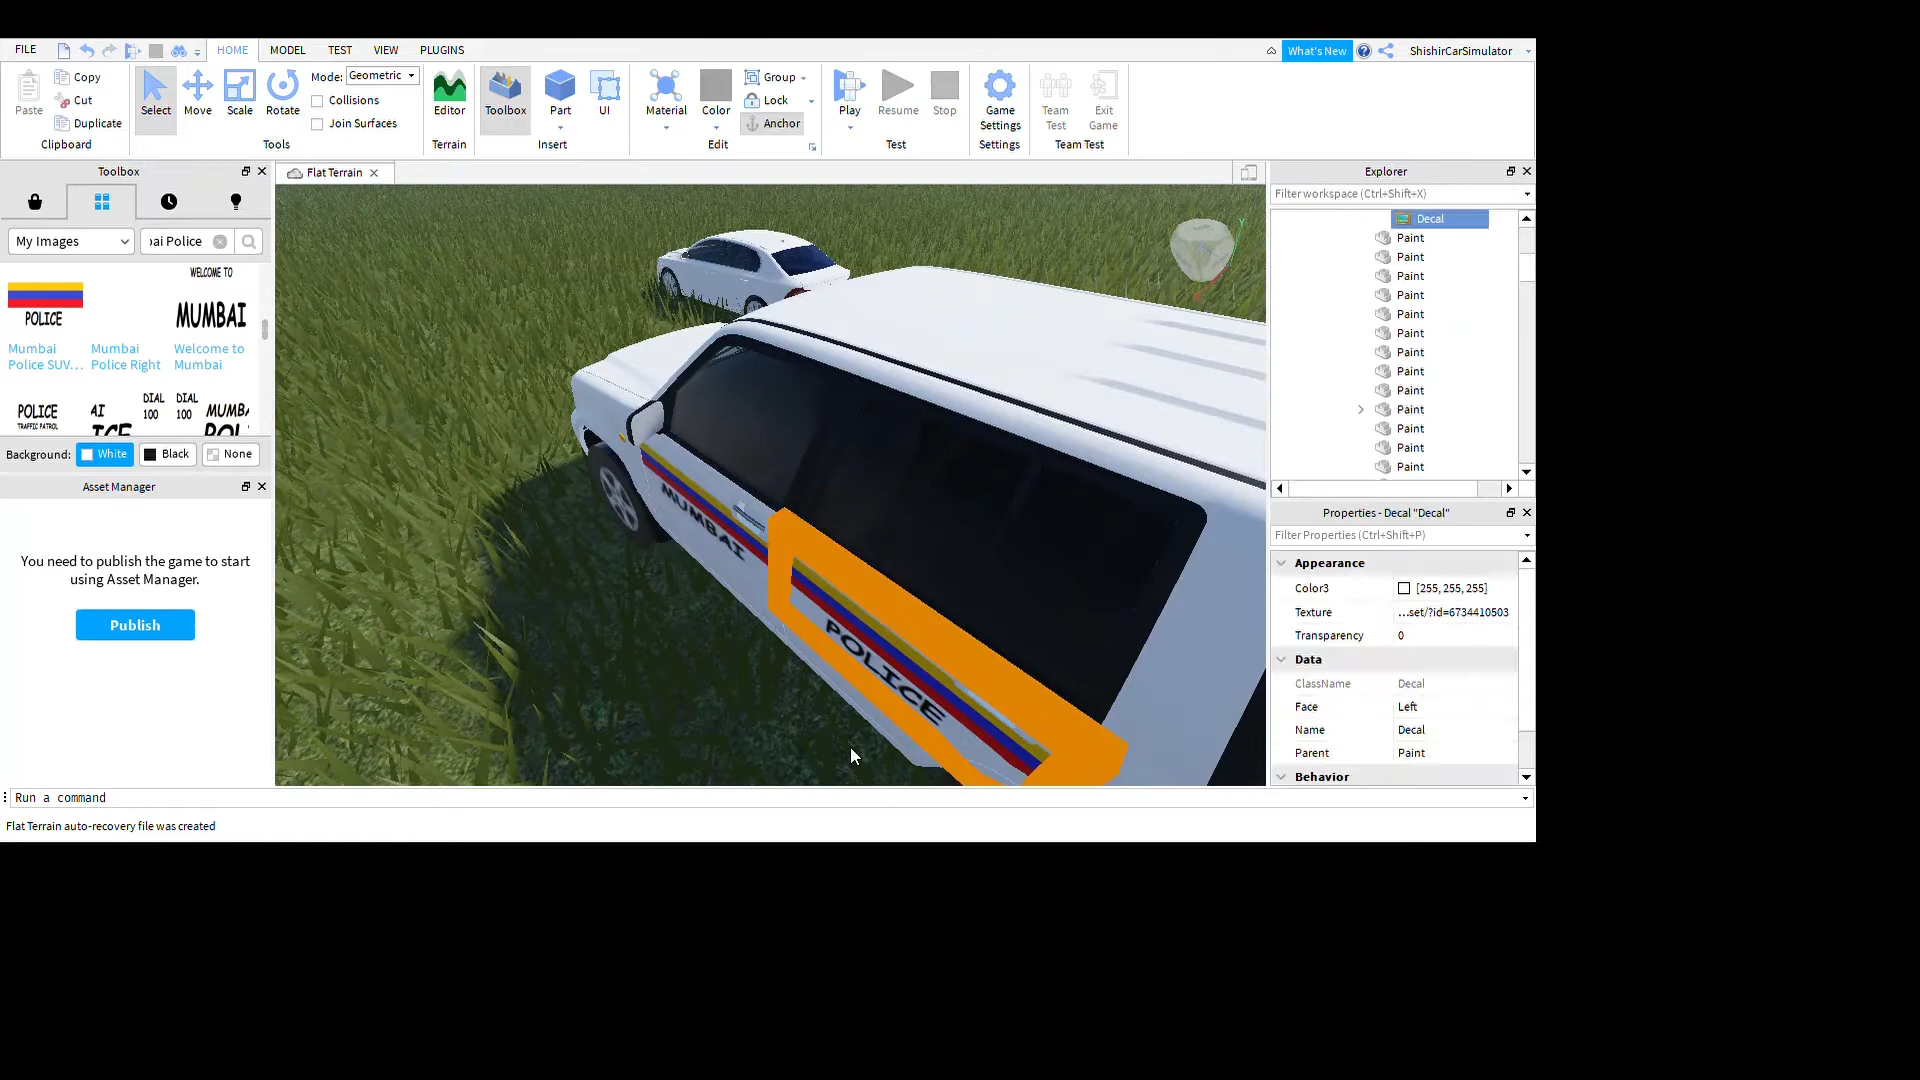 FILE
HOME
MODEL
TEST
VIEW
PLUGINS
What's New
ShishirCarSimulator
Paste
Copy
Cut
Duplicate
Clipboard
Select
Move
Scale
Rotate
Mode: Geometric
Collisions
Join Surfaces
Tools
Editor
Terrain
Toolbox
Part
UI
Insert
Material
Color
Group
Lock
Anchor
Edit
Play
Resume
Stop
Test
Game
Settings
Settings
Team
Test
Exit
Game
Team Test
Toolbox
My Images
ai Police
POLICE
Mumbai
Police SUV...
Mumbai
Police Right
WELCOME TO
MUMBAI
Welcome to
Mumbai
POLICE
TRAFFIC PATROL
AI
ICE
DIAL
100
DIAL
100
MUMBA
POL
Background: White Black None
Asset Manager
You need to publish the game to start
using Asset Manager.
Publish
Flat Terrain
MUMBAI
POLICE
Y
Explorer
Filter workspace (Ctrl+Shift+X)
Decal
Paint
Paint
Paint
Paint
Paint
Paint
Paint
Paint
Paint
Paint
Paint
Paint
Paint
Properties - Decal "Decal"
Filter Properties (Ctrl+Shift+P)
Appearance
Color3 [255, 255, 255]
Texture ...set/?id=6734410503
Transparency 0
Data
ClassName Decal
Face Left
Name Decal
Parent Paint
Behavior
Run a command
Flat Terrain auto-recovery file was created